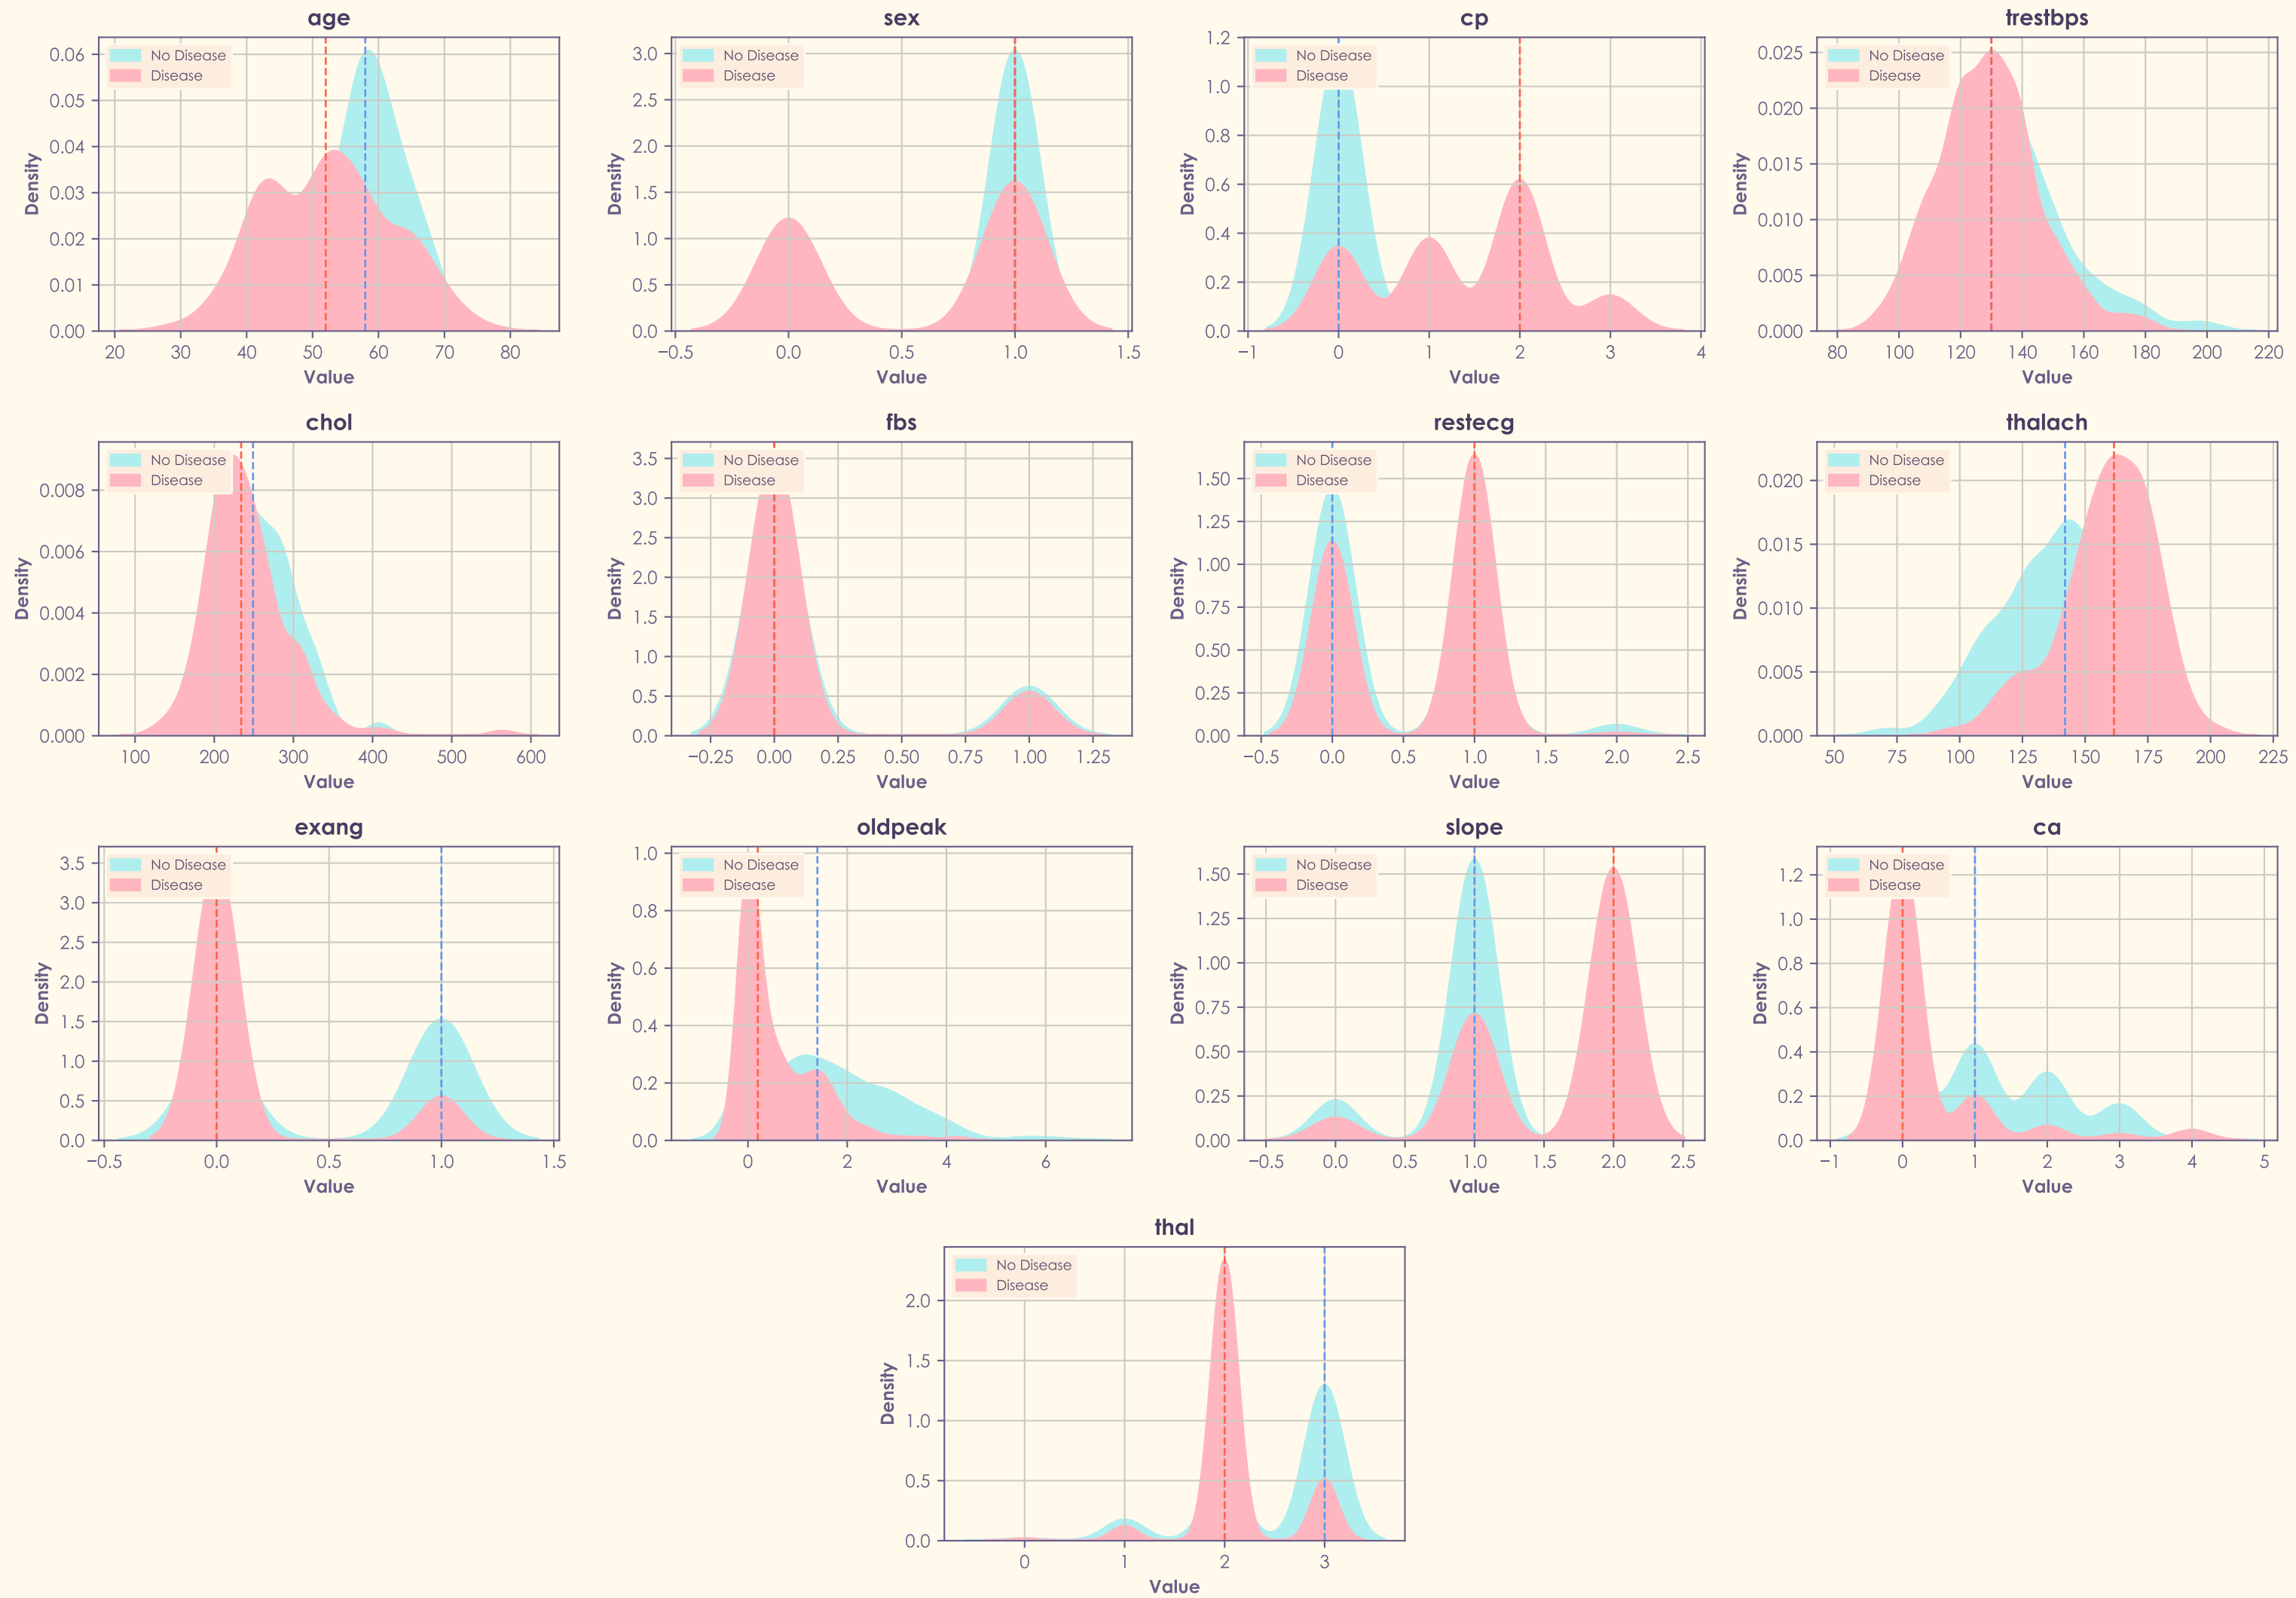 age
No Disease
Disease
Density
0.06
0.05
0.04
0.03
0.02
0.01
0.00
20 30 40 50 60 70 80
Value
sex
No Disease
Disease
Density
3.0
2.5
2.0
1.5
1.0
0.5
0.0
−0.5 0.0 0.5 1.0 1.5
Value
cp
No Disease
Disease
Density
1.2
1.0
0.8
0.6
0.4
0.2
0.0
−1 0 1 2 3 4
Value
trestbps
No Disease
Disease
Density
0.025
0.020
0.015
0.010
0.005
0.000
80 100 120 140 160 180 200 220
Value
chol
No Disease
Disease
Density
0.008
0.006
0.004
0.002
0.000
100 200 300 400 500 600
Value
fbs
No Disease
Disease
Density
3.5
3.0
2.5
2.0
1.5
1.0
0.5
0.0
−0.25 0.00 0.25 0.50 0.75 1.00 1.25
Value
restecg
No Disease
Disease
Density
1.50
1.25
1.00
0.75
0.50
0.25
0.00
−0.5 0.0 0.5 1.0 1.5 2.0 2.5
Value
thalach
No Disease
Disease
Density
0.020
0.015
0.010
0.005
0.000
50 75 100 125 150 175 200 225
Value
exang
No Disease
Disease
Density
3.5
3.0
2.5
2.0
1.5
1.0
0.5
0.0
−0.5 0.0 0.5 1.0 1.5
Value
oldpeak
No Disease
Disease
Density
1.0
0.8
0.6
0.4
0.2
0.0
0 2 4 6
Value
slope
No Disease
Disease
Density
1.50
1.25
1.00
0.75
0.50
0.25
0.00
−0.5 0.0 0.5 1.0 1.5 2.0 2.5
Value
ca
No Disease
Disease
Density
1.2
1.0
0.8
0.6
0.4
0.2
0.0
−1 0 1 2 3 4 5
Value
thal
No Disease
Disease
Density
2.0
1.5
1.0
0.5
0.0
0 1 2 3
Value